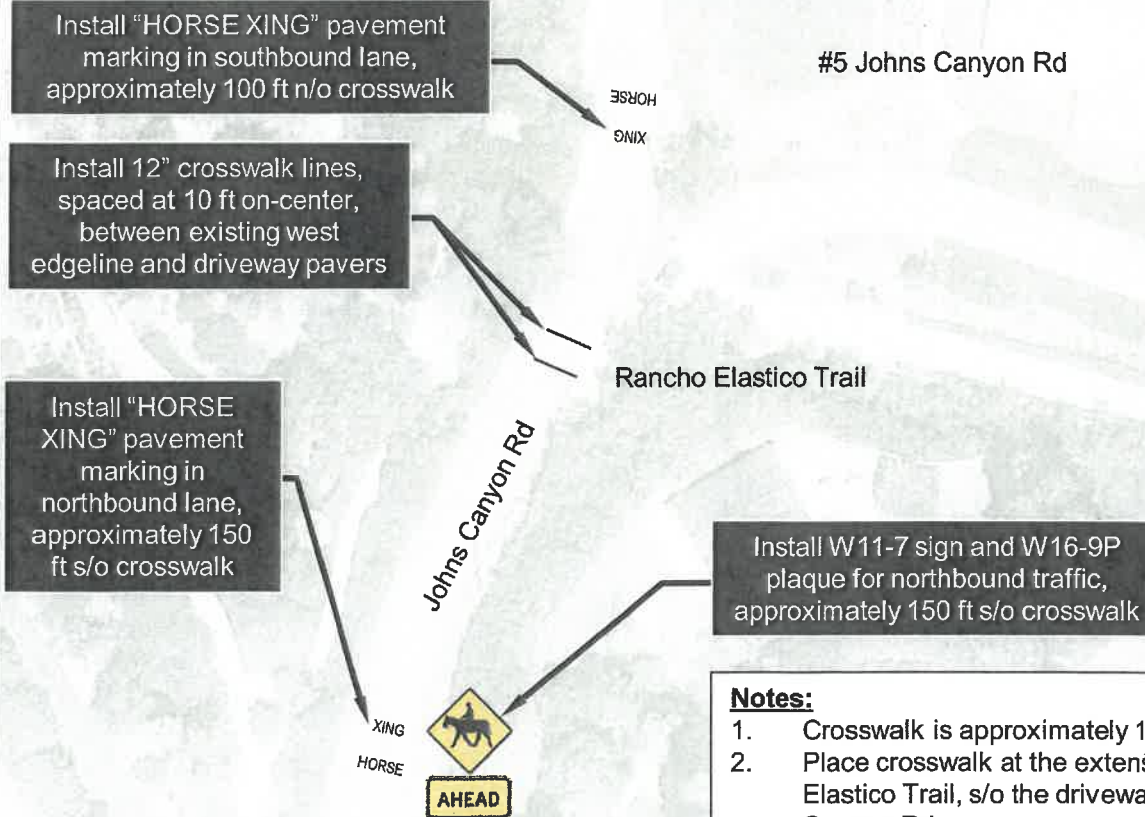 Install “HORSE XING” pavement
marking in southbound lane,
approximately 100 ft n/o crosswalk
#5 Johns Canyon Rd
HORSE
XING
Install 12” crosswalk lines,
spaced at 10 ft on-center,
between existing west
edgeline and driveway pavers
Rancho Elastico Trail
Install “HORSE
XING” pavement
marking in
northbound lane,
approximately 150
ft s/o crosswalk
Johns Canyon Rd
Install W11-7 sign and W16-9P
plaque for northbound traffic,
approximately 150 ft s/o crosswalk
XING
HORSE
AHEAD
Notes:
1. Crosswalk is approximately
2. Place crosswalk at the
Elastico Trail, s/o the